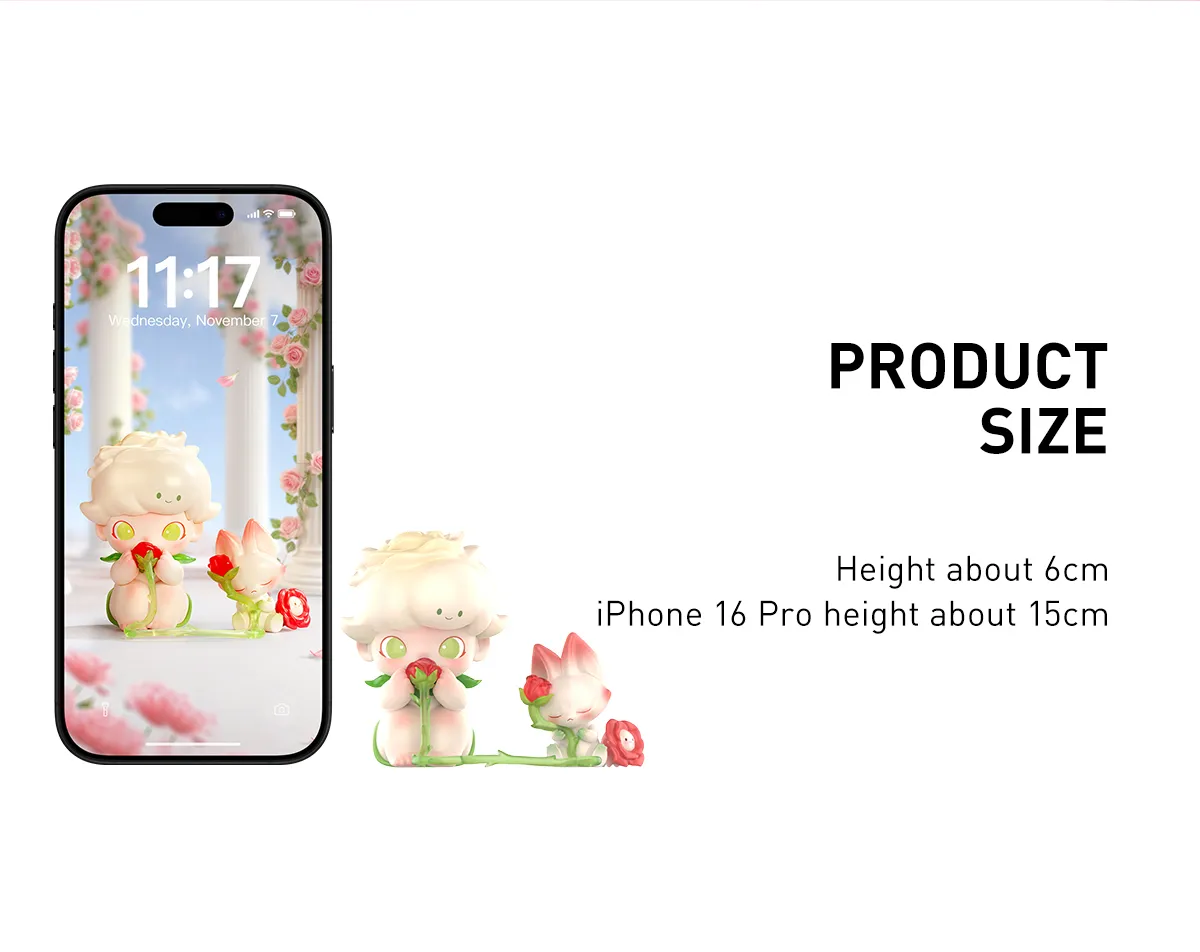 11:17
Wednesday, November 7
PRODUCT
SIZE
Height about 6cm
iPhone 16 Pro height about 15cm